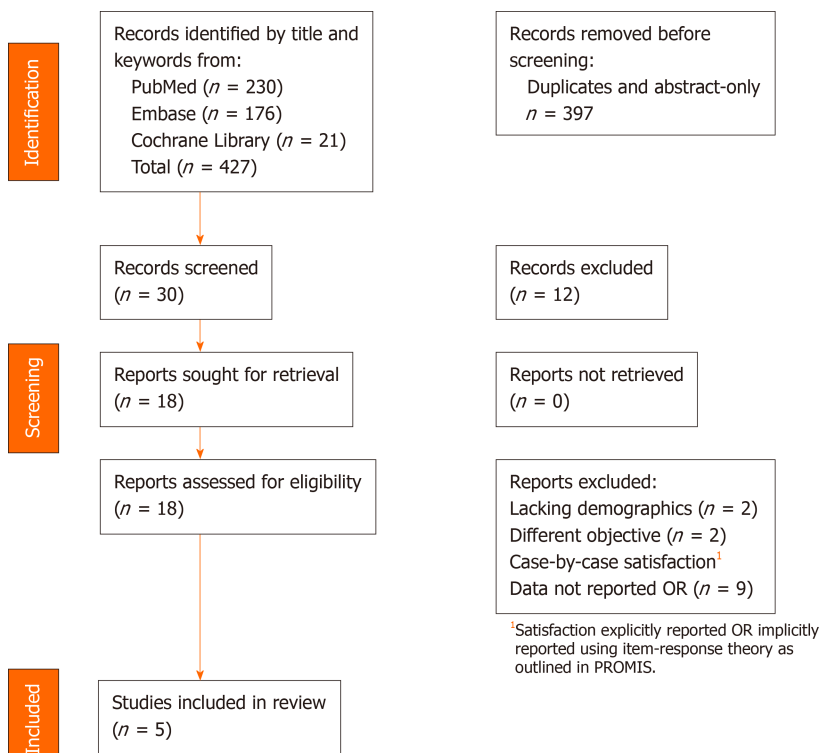 Identification
Records identified by title and
keywords from:
PubMed (n = 230)
Embase (n = 176)
Cochrane Library (n = 21)
Total (n = 427)
Records removed before
screening:
Duplicates and abstract-only
n = 397
Records screened
(n = 30)
Records excluded
(n = 12)
Screening
Reports sought for retrieval
(n = 18)
Reports not retrieved
(n = 0)
Reports assessed for eligibility
(n = 18)
Reports excluded:
Lacking demographics (n = 2)
Different objective (n = 2)
Case-by-case satisfaction¹
Data not reported OR (n = 9)
¹Satisfaction explicitly reported OR implicitly
reported using item-response theory as
outlined in PROMIS.
Included
Studies included in review
(n = 5)